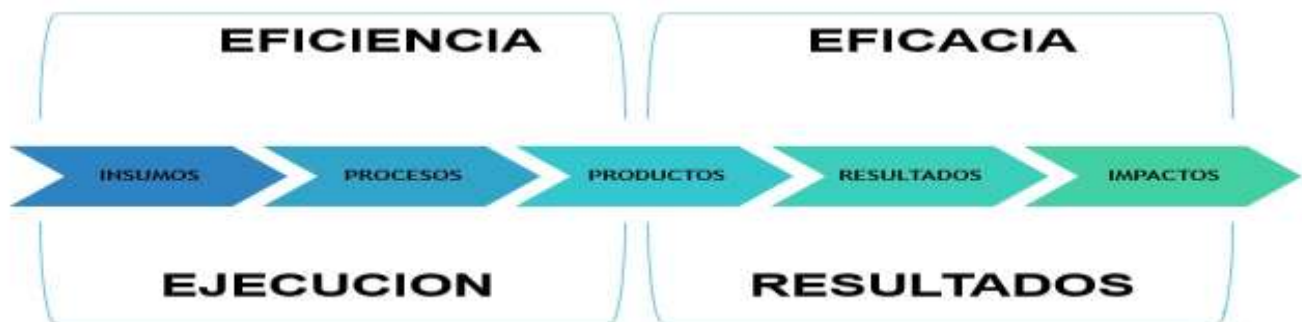 EFICIENCIA EFICACIA
INSUMOS PROCESOS PRODUCTOS RESULTADOS IMPACTOS
EJECUCION RESULTADOS